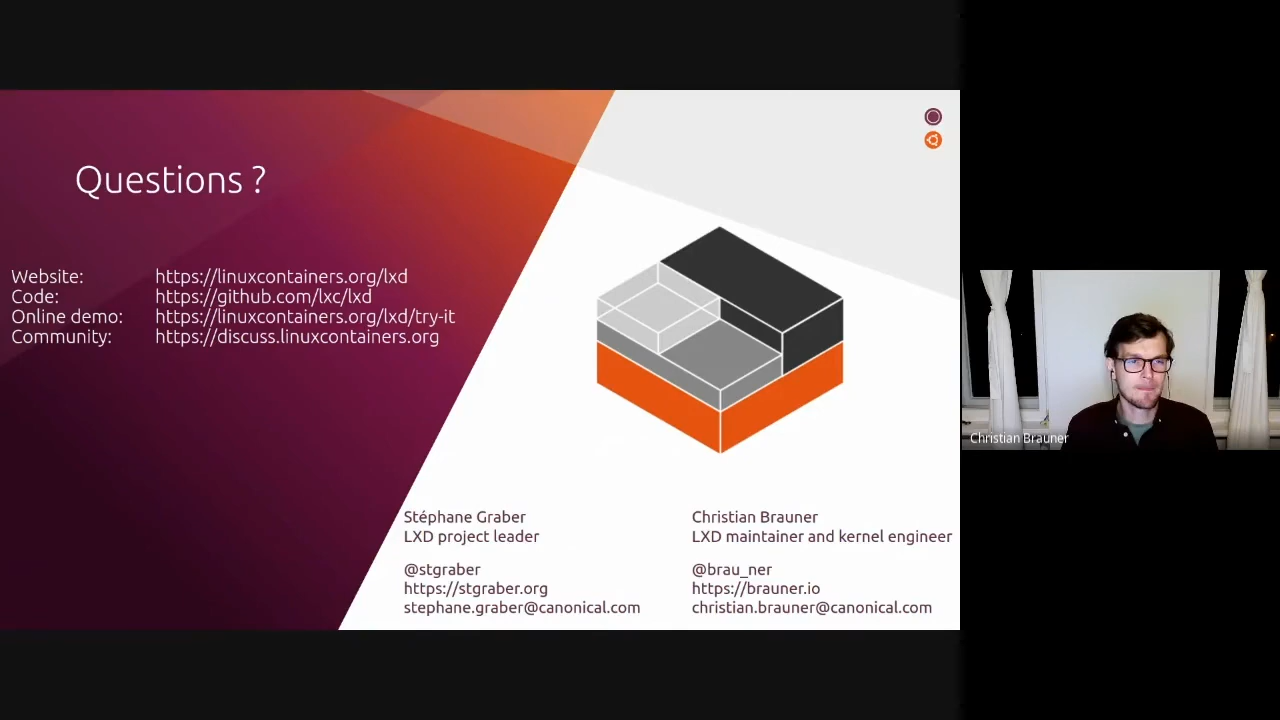 Questions ?
Website: https://linuxcontainers.org/lxd
Code: https://github.com/lxc/lxd
Online demo: https://linuxcontainers.org/lxd/try-it
Community: https://discuss.linuxcontainers.org
Stéphane Graber
LXD project leader
@stgraber
https://stgraber.org
stephane.graber@canonical.com
Christian Brauner
LXD maintainer and kernel engineer
@brau_ner
https://brauner.io
christian.brauner@canonical.com
Christian Brauner